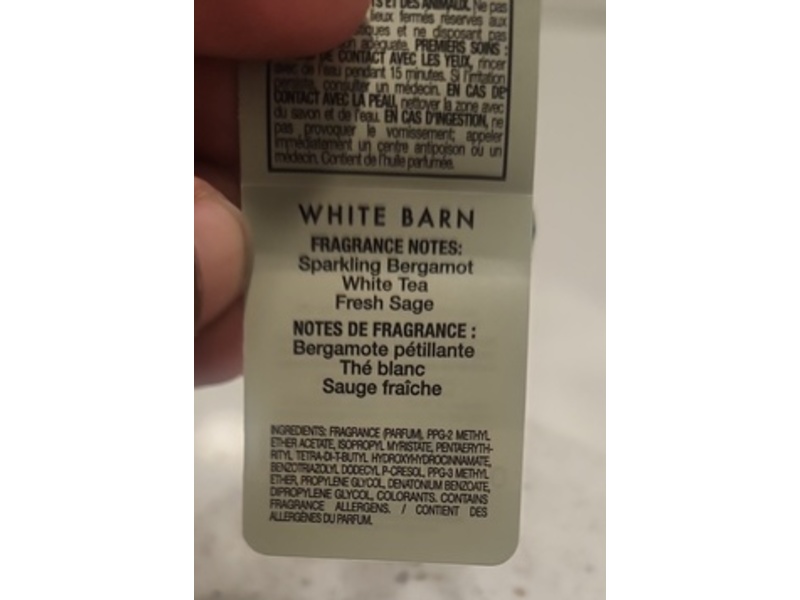 TS ET DES ANIMAUX. Ne pas
lieux fermés réservés aux
et ne disposant pas
adéquate. PREMIERS SOINS :
DE CONTACT AVEC LES YEUX, rincer
avec de l'eau pendant 15 minutes. Si l'irritation
persiste, consulter un médecin. EN CAS DE
CONTACT AVEC LA PEAU, nettoyer la zone avec
du savon et de l'eau. EN CAS D'INGESTION, ne
pas provoquer le vomissement; appeler
immédiatement un centre antipoison ou un
médecin. Contient de l'huile parfumée.
WHITE BARN
FRAGRANCE NOTES:
Sparkling Bergamot
White Tea
Fresh Sage
NOTES DE FRAGRANCE :
Bergamote pétillante
Thé blanc
Sauge fraîche
INGREDIENTS: FRAGRANCE (PARFUM), PPG-2 METHYL
ETHER ACETATE, ISOPROPYL MYRISTATE, PENTAERYTH-
RITYL TETRA-DI-T-BUTYL HYDROXYHYDROCINNAMATE,
BENZOTRIAZOLYL DODECYL P-CRESOL, PPG-3 METHYL
ETHER, PROPYLENE GLYCOL, DENATONIUM BENZOATE,
DIPROPYLENE GLYCOL, COLORANTS. CONTAINS
FRAGRANCE ALLERGENS. / CONTIENT DES
ALLERGÈNES DU PARFUM.